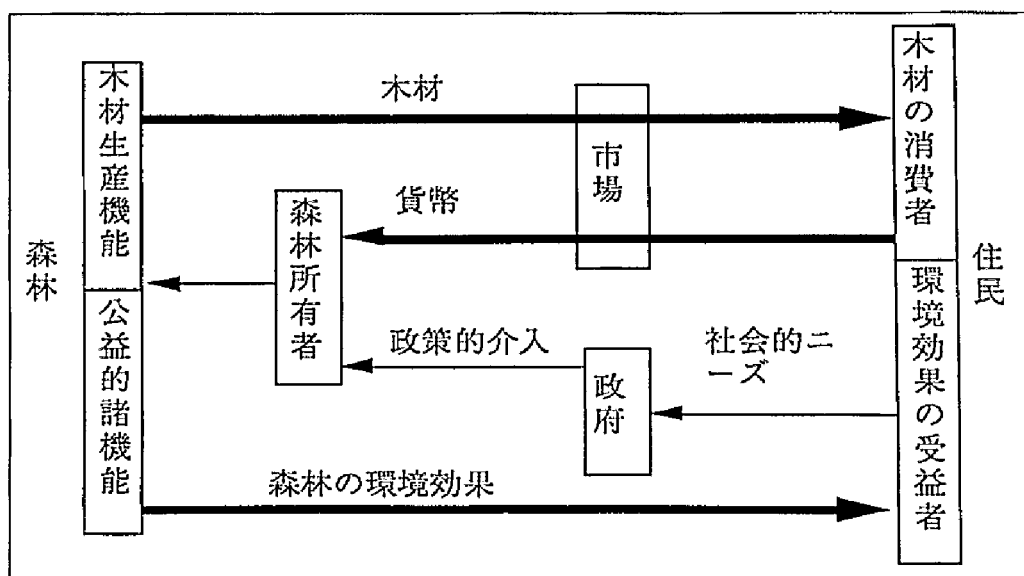 森林
木材生産機能
公益的諸機能
木材
市場
貨幣
森林所有者
政策的介入
政府
社会的ニ
ーズ
森林の環境効果
木材の消費者
環境効果の受益者
住民